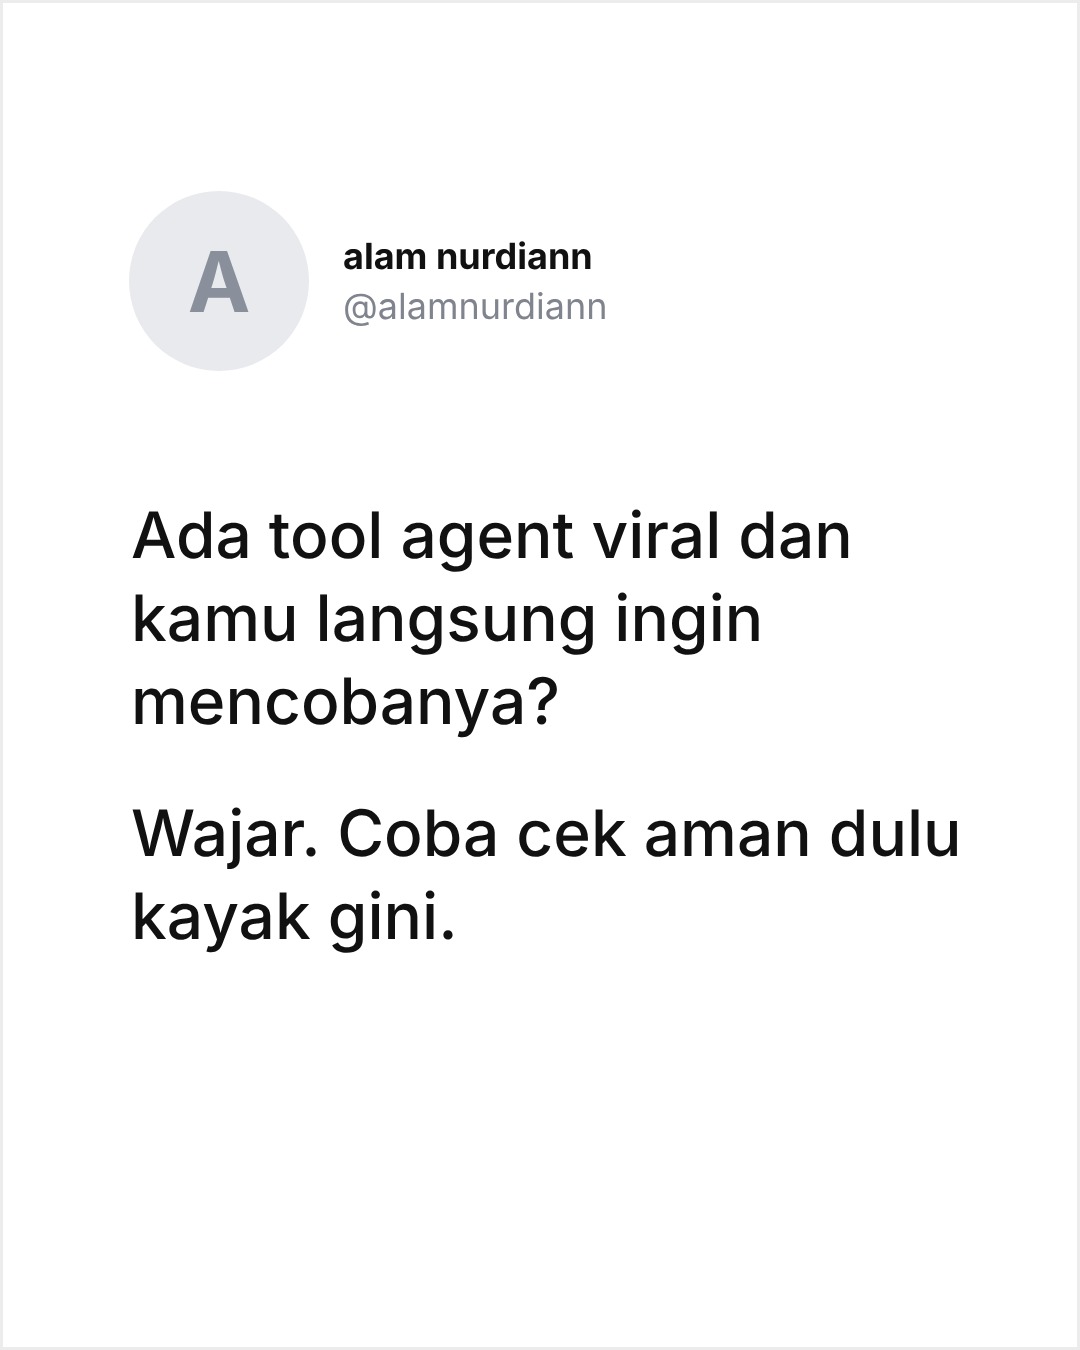 A
alam nurdiann
@alamnurdiann
Ada tool agent viral dan
kamu langsung ingin
mencobanya?
Wajar. Coba cek aman dulu
kayak gini.